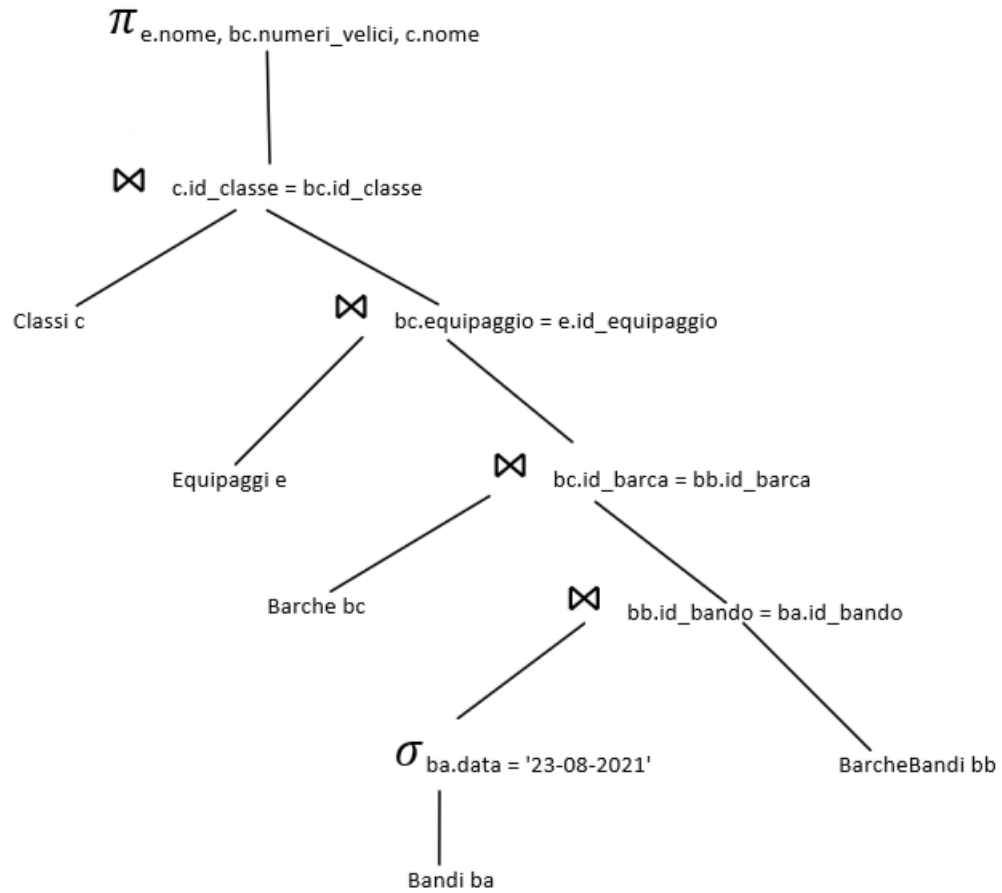 π e.nome, bc.numeri_velici, c.nome
⋈ c.id_classe = bc.id_classe
Classi c
⋈ bc.equipaggio = e.id_equipaggio
Equipaggi e
⋈ bc.id_barca = bb.id_barca
Barche bc
⋈ bb.id_bando = ba.id_bando
σ ba.data = '23-08-2021'
BarcheBandi bb
Bandi ba